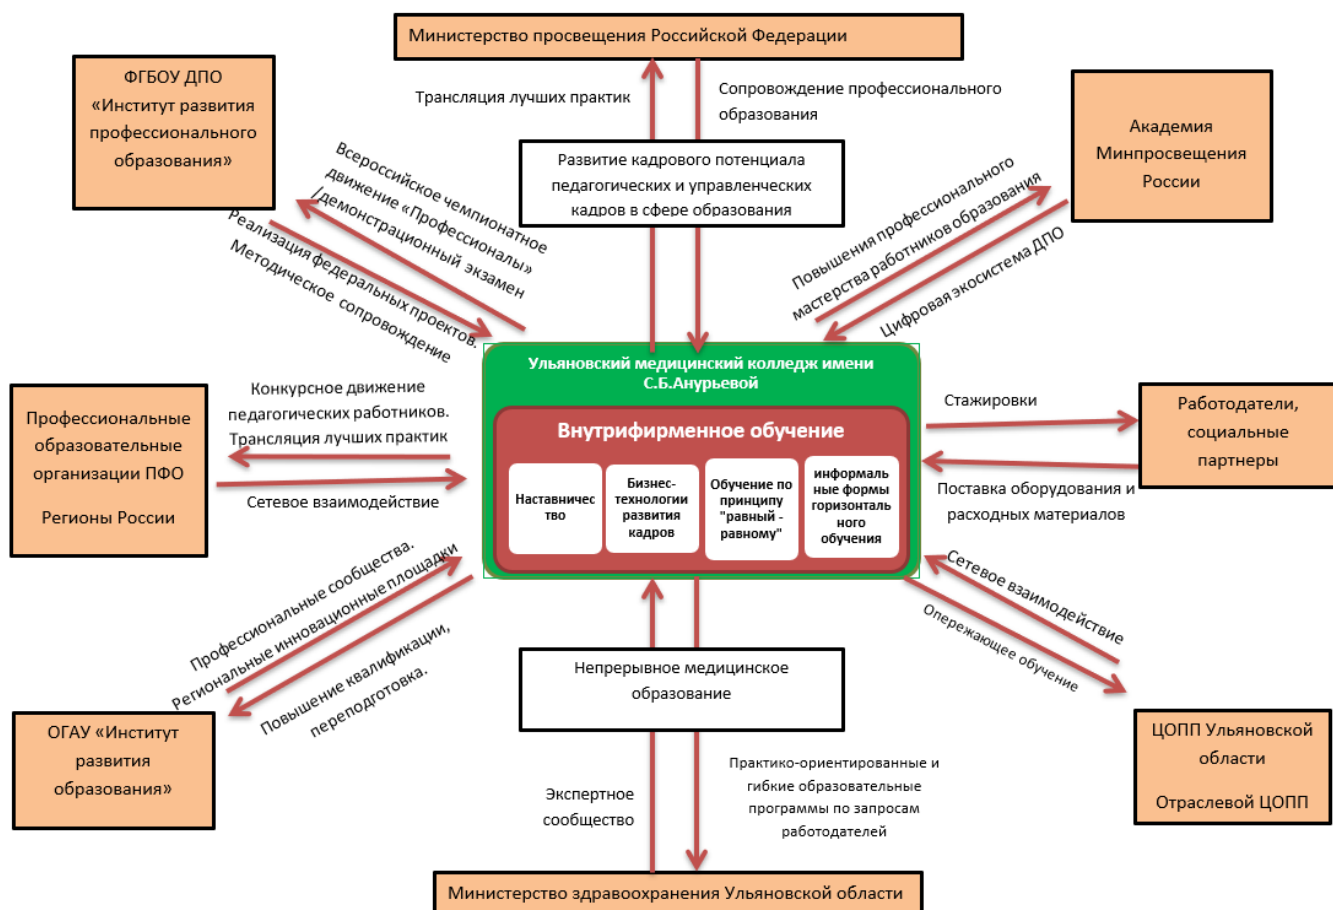 Министерство просвещения Российской Федерации
ФГБОУ ДПО
«Институт развития
профессионального
образования»
Трансляция лучших практик
Сопровождение профессионального
образования
Академия
Минпросвещения
России
Развитие кадрового потенциала
педагогических и управленческих
кадров в сфере образования
Всероссийское чемпионатное
движение «Профессионалы»
/демонстрационный экзамен
Реализация федеральных проектов.
Методическое сопровождение
Повышения профессионального
мастерства работников образования
Цифровая экосистема ДПО
Ульяновский медицинский колледж имени
С.Б.Анурьевой
Внутрифирменное обучение
Наставничес
тво
Бизнес-
технологии
развития
кадров
Обучение по
принципу
"равный -
равному"
информаль
ные формы
горизонталь
ного
обучения
Профессиональные
образовательные
организации ПФО
Регионы России
Конкурсное движение
педагогических работников.
Трансляция лучших практик
Сетевое взаимодействие
Стажировки
Поставка оборудования и
расходных материалов
Работодатели,
социальные
партнеры
Профессиональные сообщества.
Региональные инновационные площадки
Повышение квалификации,
переподготовка.
ОГАУ «Институт
развития
образования»
Непрерывное медицинское
образование
Сетевое взаимодействие
Опережающее обучение
ЦОПП Ульяновской
области
Отраслевой ЦОПП
Экспертное
сообщество
Практико-ориентированные и
гибкие образовательные
программы по запросам
работодателей
Министерство здравоохранения Ульяновской области